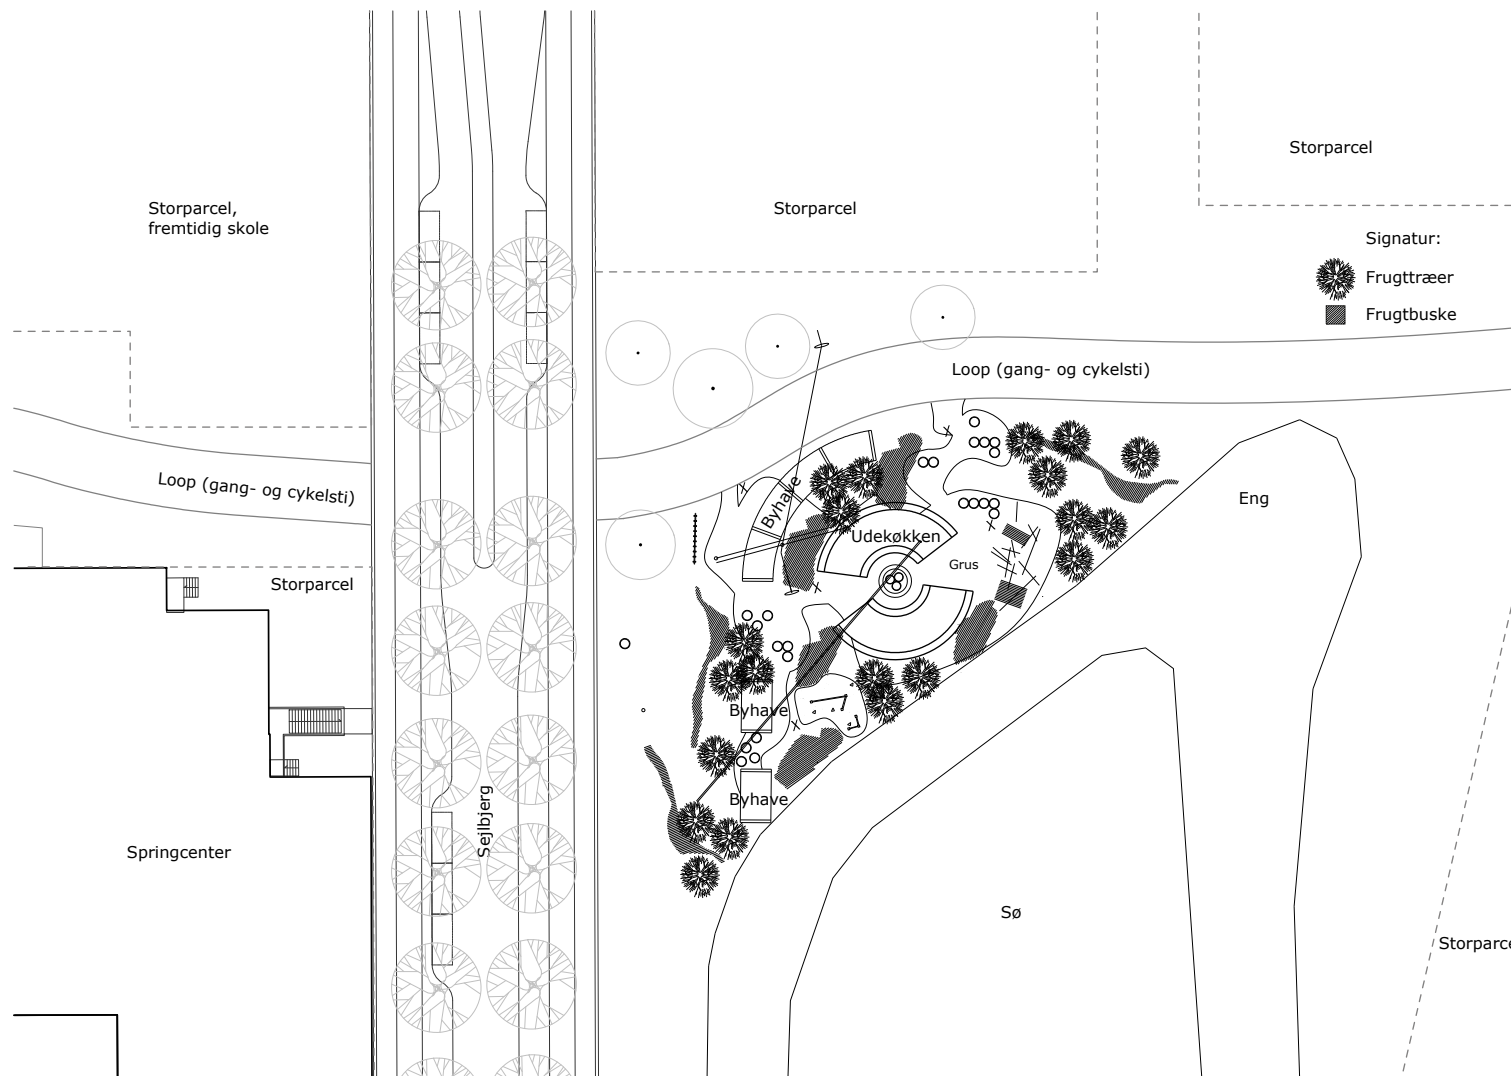 Storparcel
Storparcel,
fremtidig skole
Storparcel
Signatur:
Frugttræer
Frugtbuske
Loop (gang- og cykelsti)
Loop (gang- og cykelsti)
Byhave
Eng
Udekøkken
Grus
Storparcel
Byhave
Byhave
Sejlbjerg
Springcenter
Sø
Storparce